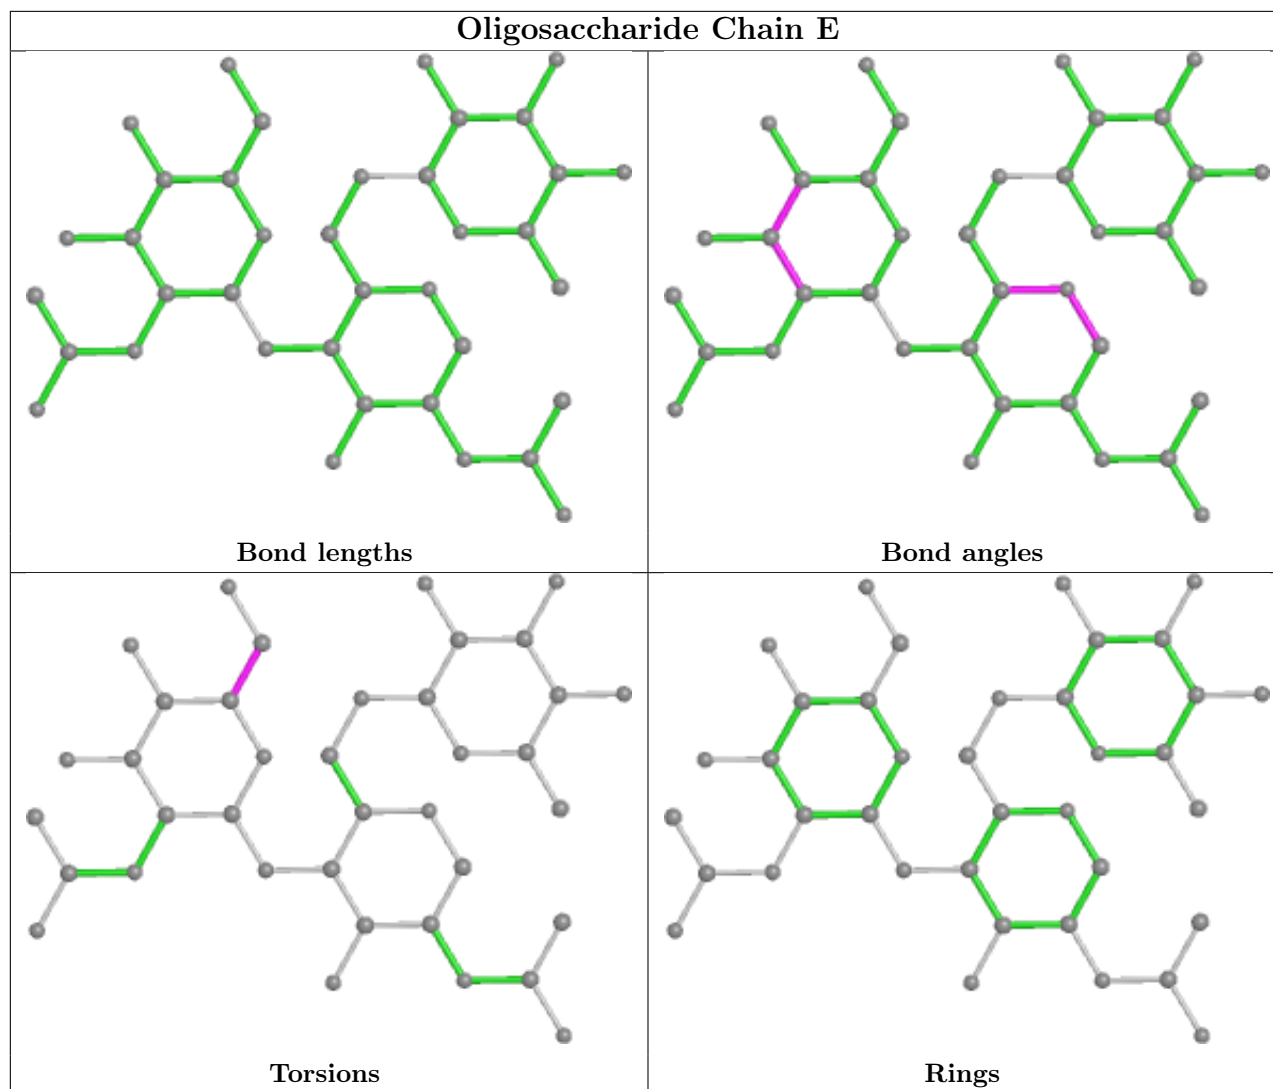 Oligosaccharide Chain E
Bond lengths
Bond angles
Torsions
Rings